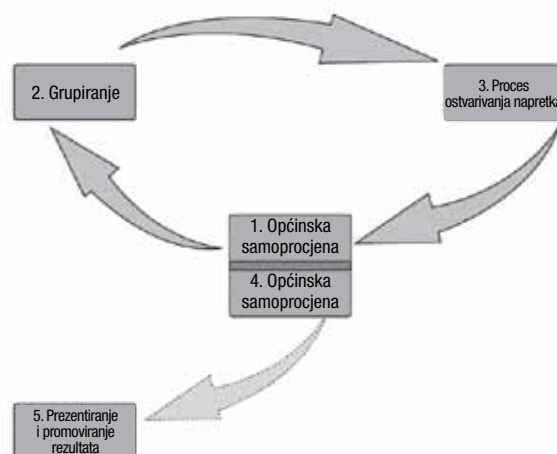 2. Grupiranje
3. Proces
ostvarivanja napretka
1. Općinska
samoprocjena
4. Općinska
samoprocjena
5. Prezentiranje
i promoviranje
rezultata